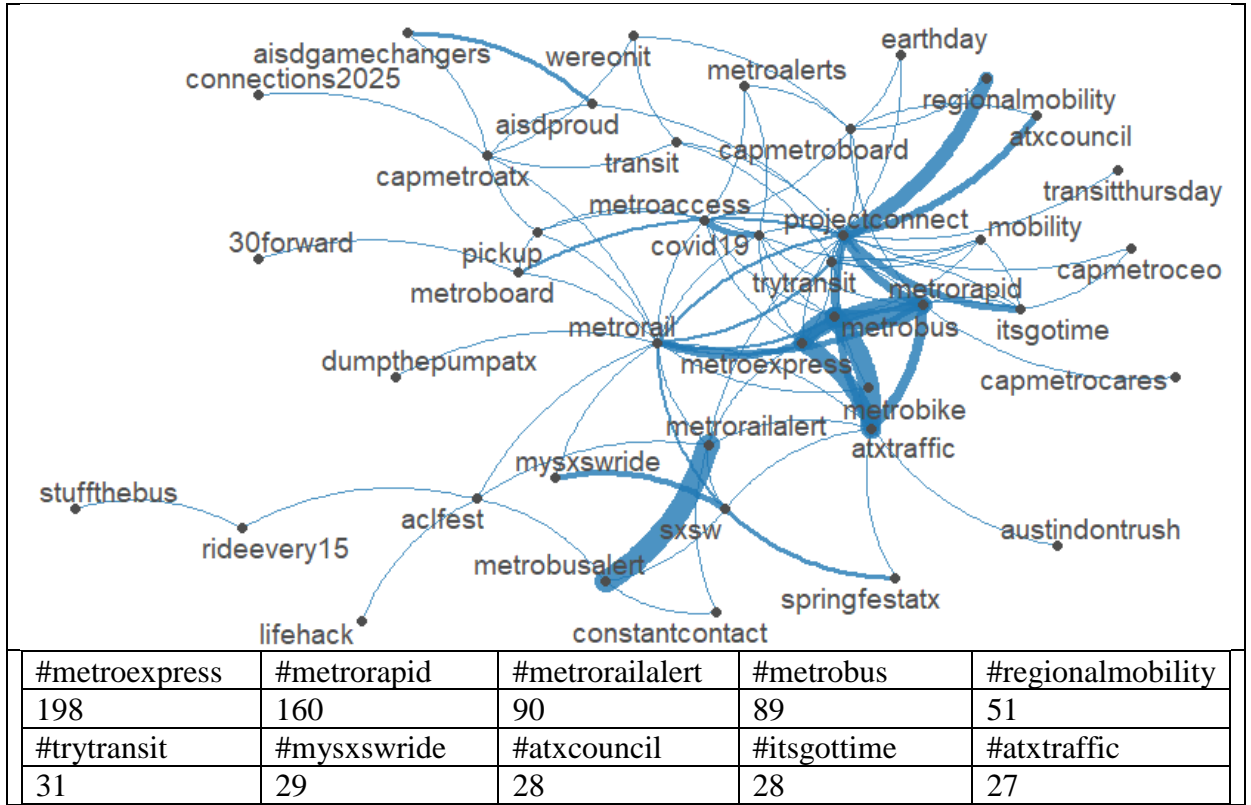 aisdgamechangers
wereonit
earthday
connections2025
metroalerts
regionalmobility
aisdproud
atxcouncil
transit
capmetroboard
capmetroatx
transitthursday
metroaccess
projectconnect
mobility
30forward
covid19
pickup
capmetroceo
trytransit
metroboard
metrorapid
metrorail
metrobus
itsgotime
dumpthepumpatx
metroexpress
capmetrocares
metrobike
metrorailalert
atxtraffic
mysxswride
stuffthebus
aclfest
sxsw
austindontrush
rideevery15
metrobusalert
springfestatx
lifehack
constantcontact
#metroexpress #metrorapid #metrorailalert #metrobus #regionalmobility
198 160 90 89 51
#trytransit #mysxswride #atxcouncil #itsgottime #atxtraffic
31 29 28 28 27